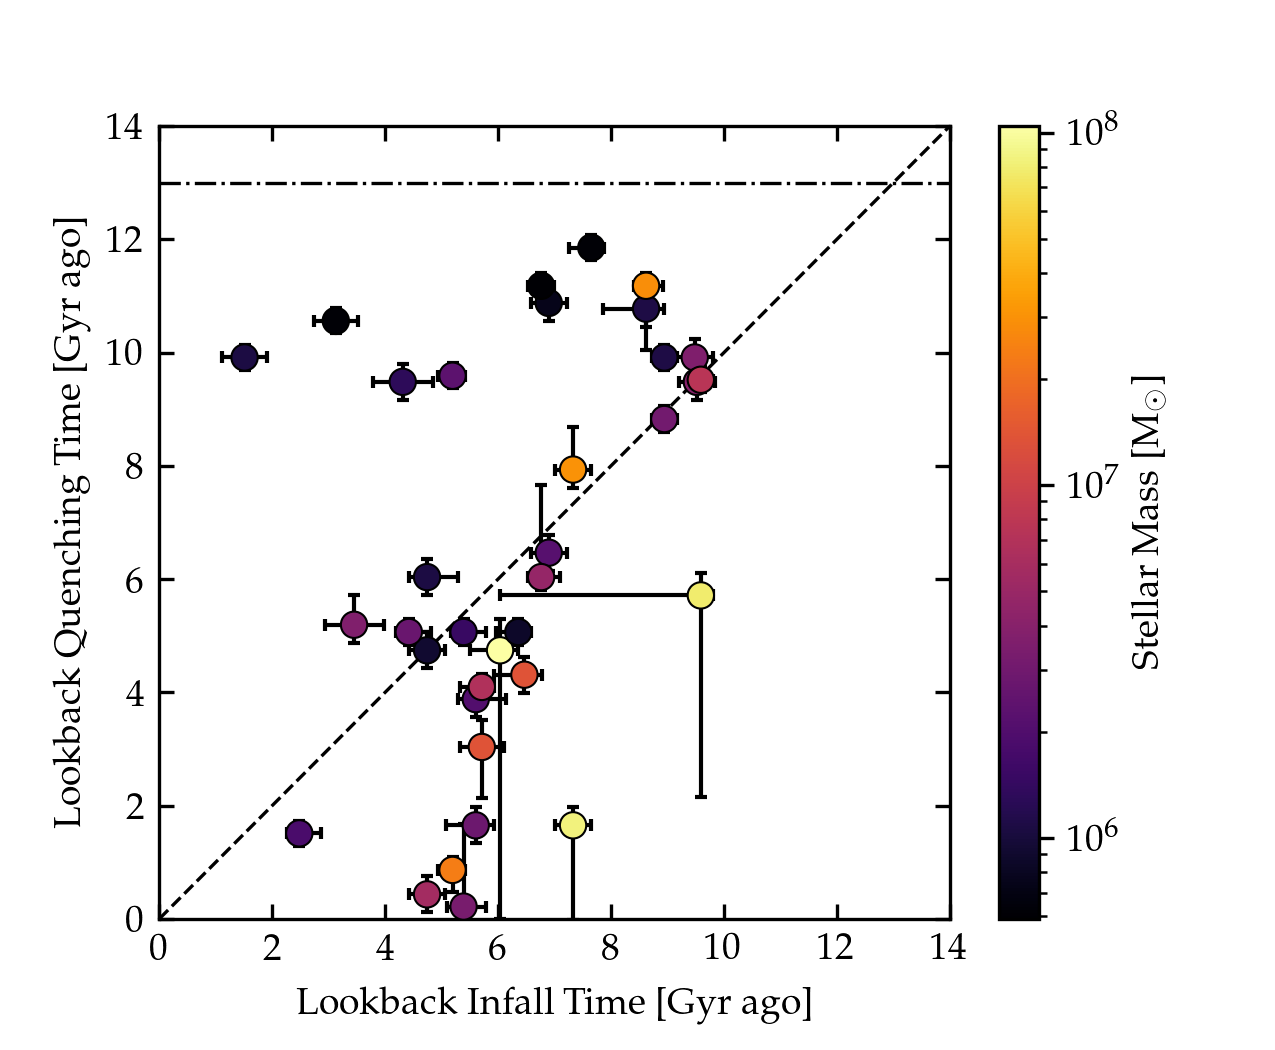 Lookback Quenching Time [Gyr ago]
14
12
10
8
6
4
2
0
0 2 4 6 8 10 12 14
Lookback Infall Time [Gyr ago]
10⁸
10⁷
10⁶
Stellar Mass [M☉]